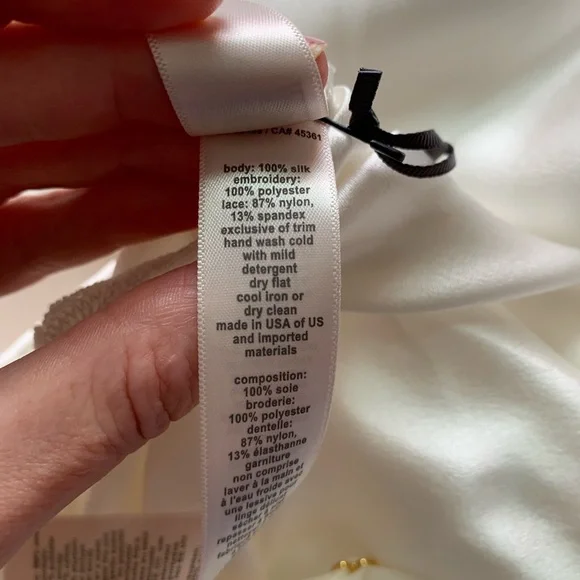 / CA# 45361
body: 100% silk
embroidery:
100% polyester
lace: 87% nylon,
13% spandex
exclusive of trim
hand wash cold
with mild
detergent
dry flat
cool iron or
dry clean
made in USA of US
and imported
materials
composition:
100% soie
broderie:
100% polyester
dentelle:
87% nylon,
13% élasthanne
garniture
non comprise
laver à la main et
à l'eau froide avec
une lessive